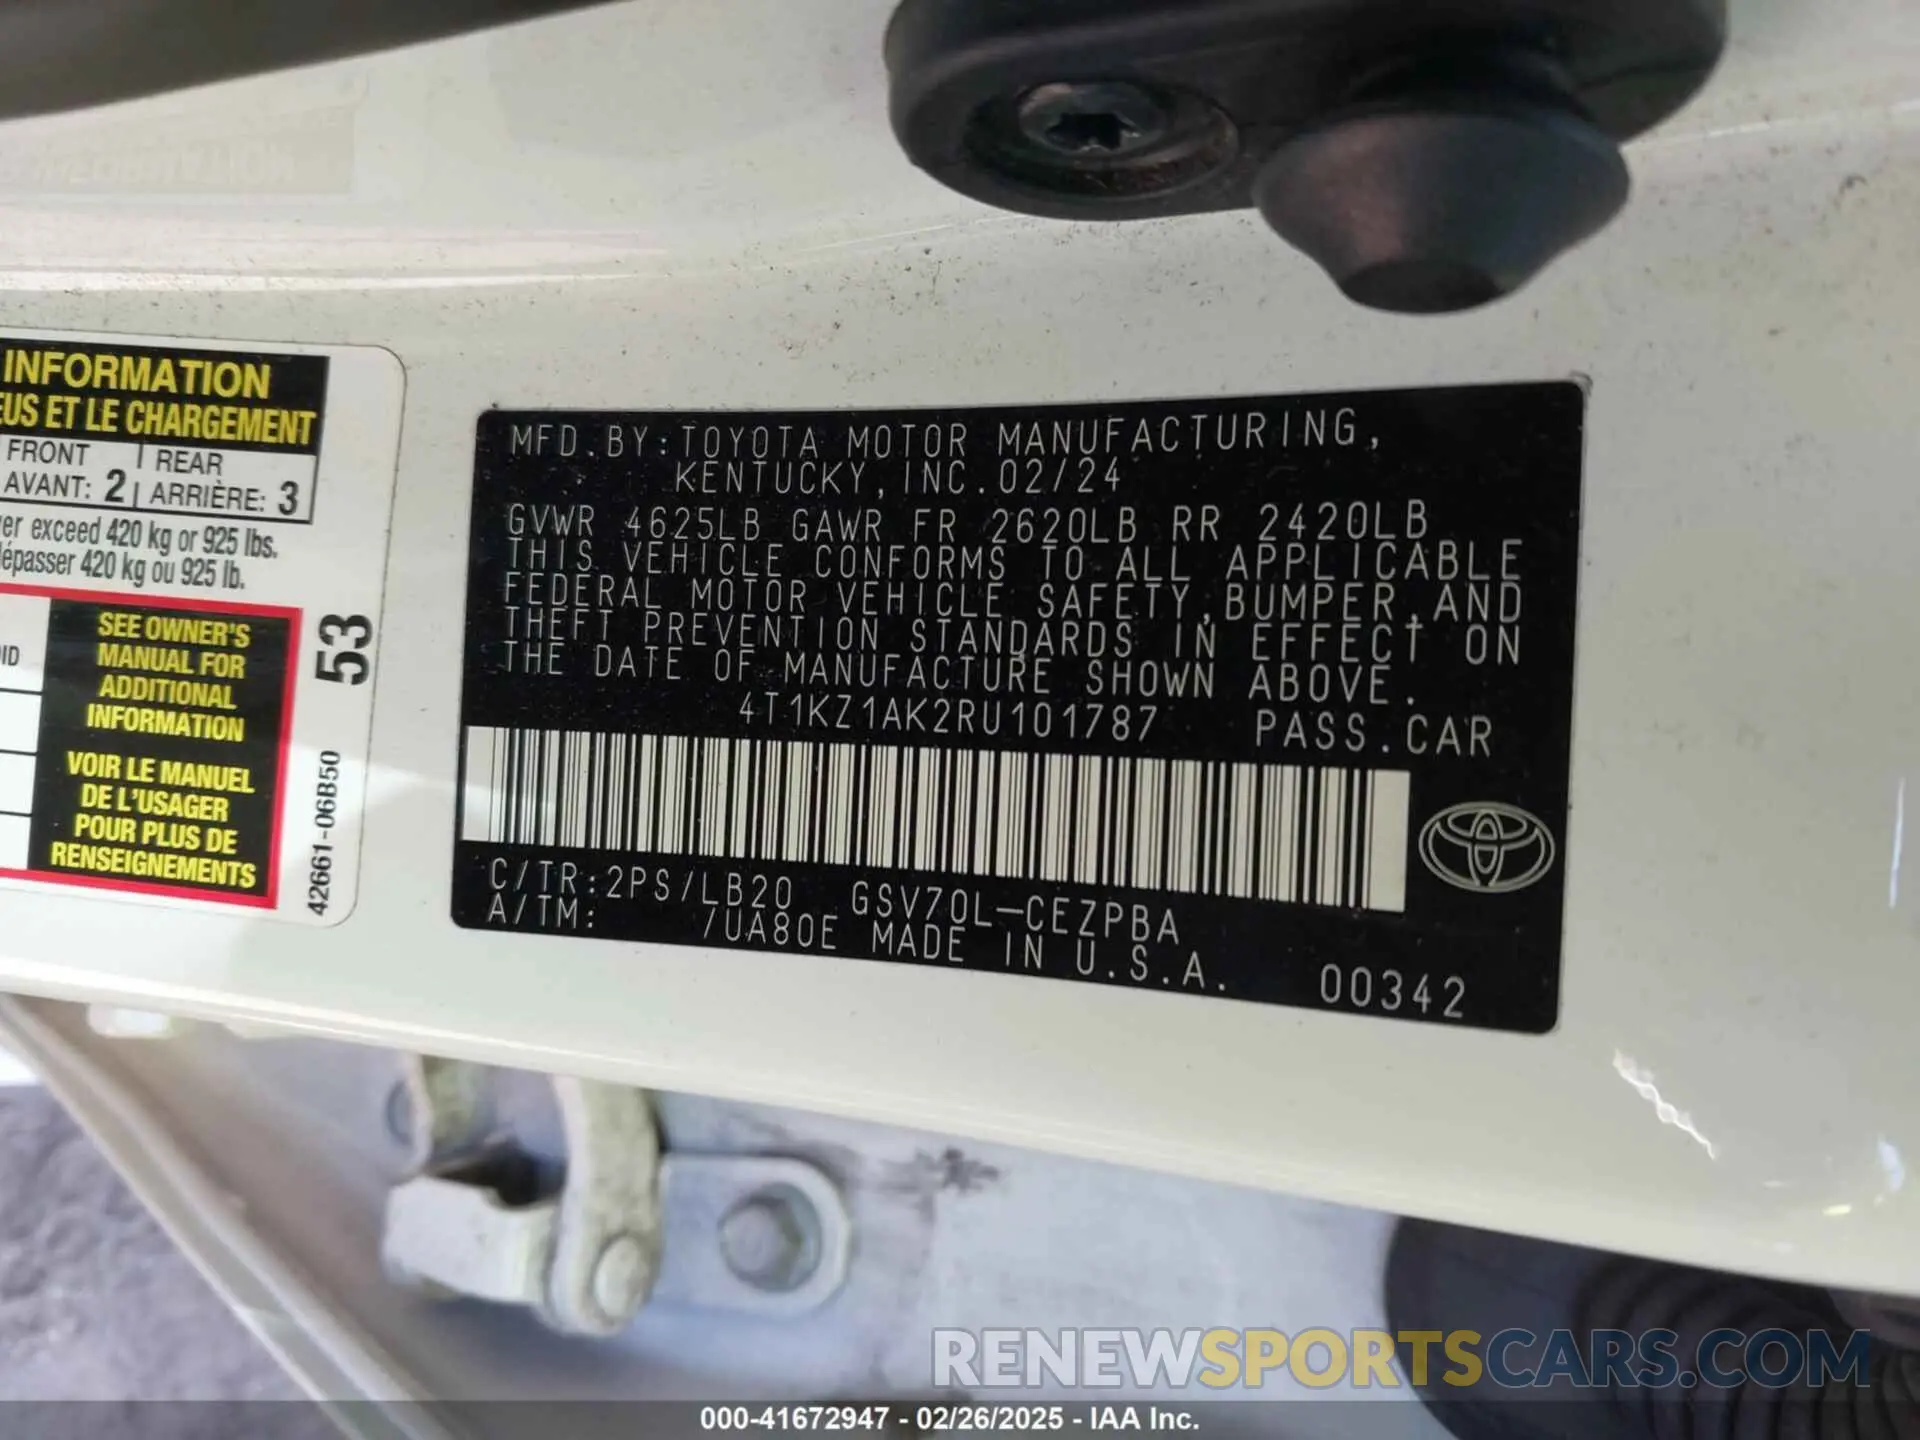 INFORMATION
EUS ET LE CHARGEMENT
FRONT
AVANT: 2
REAR
ARRIÈRE: 3
er exceed 420 kg or 925 lbs.
dépasser 420 kg ou 925 lb.
SEE OWNER'S
MANUAL FOR
ADDITIONAL
INFORMATION
VOIR LE MANUEL
DE L'USAGER
POUR PLUS DE
RENSEIGNEMENTS
53
42661-06B50
MFD.BY:TOYOTA MOTOR MANUFACTURING,
KENTUCKY,INC.02/24
GVWR 4625LB GAWR FR 2620LB RR 2420LB
THIS VEHICLE CONFORMS TO ALL APPLICABLE
FEDERAL MOTOR VEHICLE SAFETY,BUMPER,AND
THEFT PREVENTION STANDARDS IN EFFECT ON
THE DATE OF MANUFACTURE SHOWN ABOVE.
4T1KZ1AK2RU101787 PASS.CAR
C/TR:2PS/LB20 GSV70L-CEZPBA
A/TM: /UA80E MADE IN U.S.A.
00342
RENEWSPORTSCARS.COM
000-41672947 - 02/26/2025 - IAA Inc.